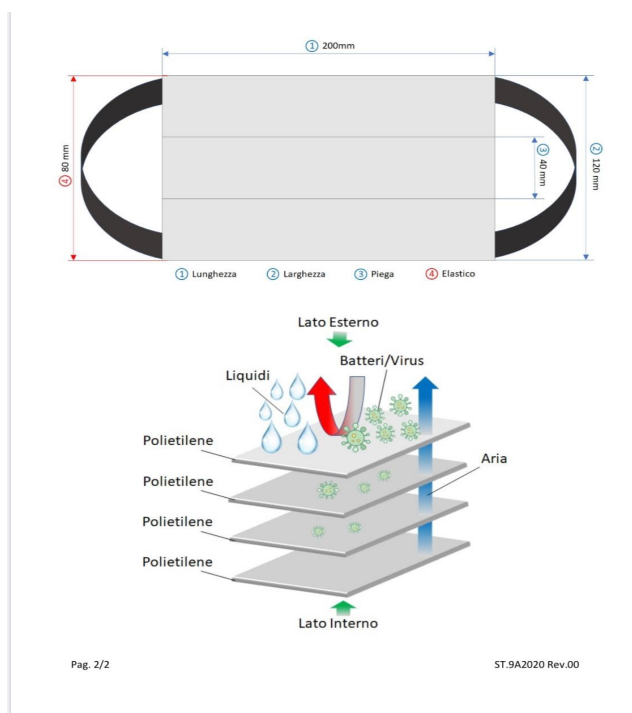 ① 200mm
④ 80 mm
③ 40 mm
② 120 mm
① Lunghezza ② Larghezza ③ Piega ④ Elastico
Lato Esterno
Batteri/Virus
Liquidi
Polietilene
Aria
Polietilene
Polietilene
Polietilene
Lato Interno
Pag. 2/2 ST.9A2020 Rev.00